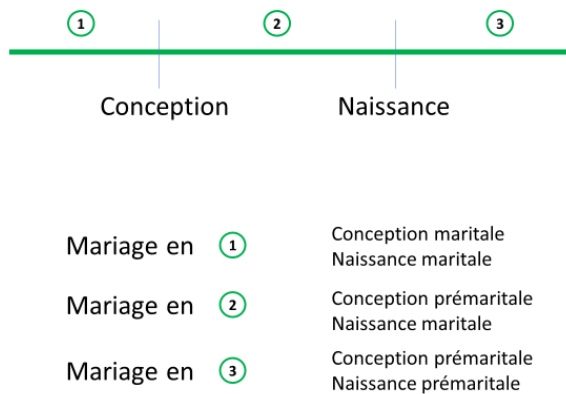 1 2 3
Conception Naissance
Mariage en 1 Conception maritale
Naissance maritale
Mariage en 2 Conception prémaritale
Naissance maritale
Mariage en 3 Conception prémaritale
Naissance prémaritale